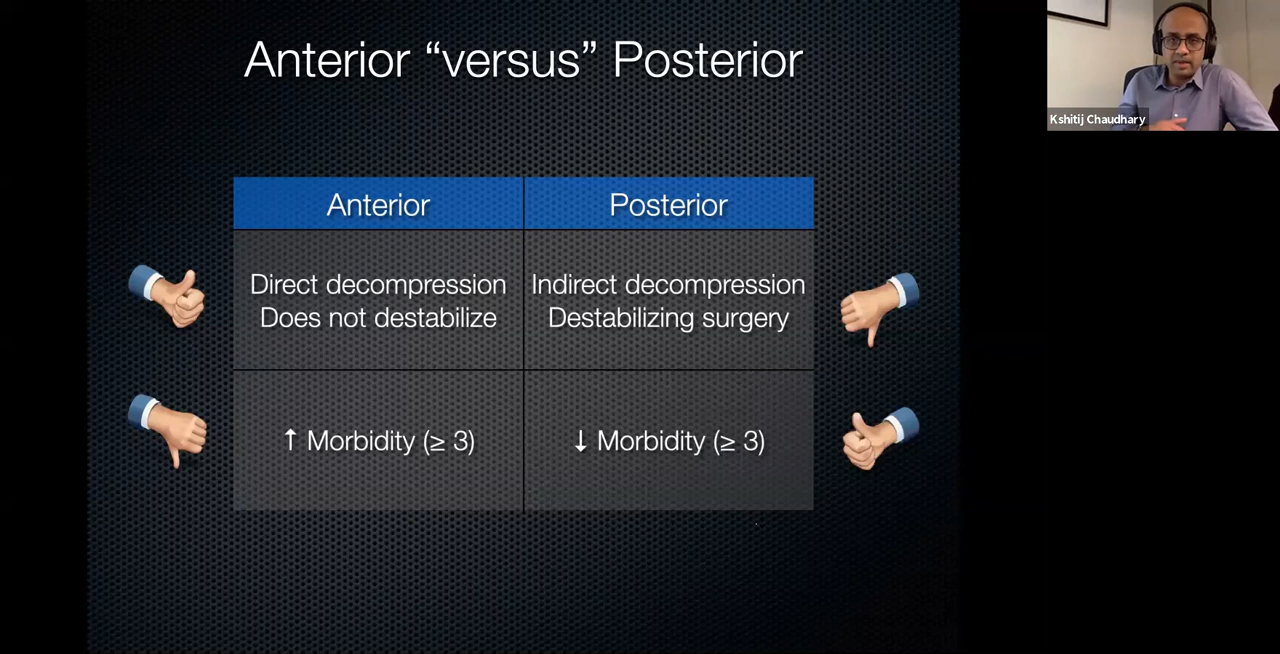 Anterior “versus” Posterior
Kshitij Chaudhary
Anterior
Posterior
Direct decompression
Does not destabilize
Indirect decompression
Destabilizing surgery
↑ Morbidity (≥ 3)
↓ Morbidity (≥ 3)